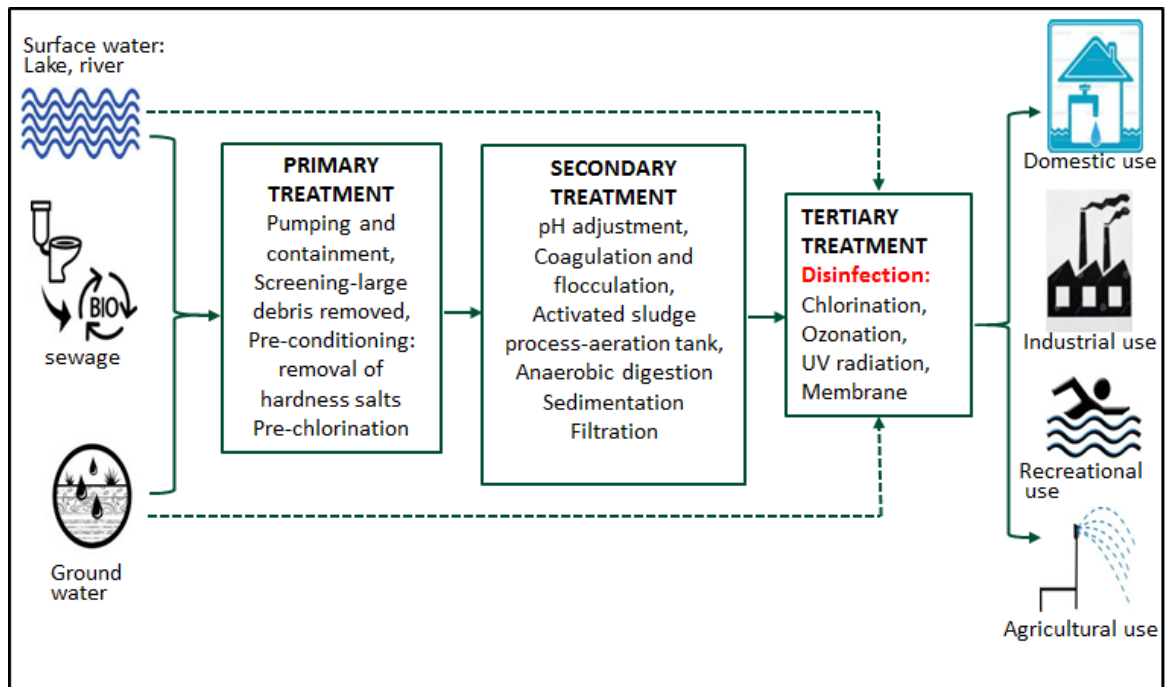 Surface water:
Lake, river
sewage
BIO
Ground
water
PRIMARY
TREATMENT
Pumping and
containment,
Screening-large
debris removed,
Pre-conditioning:
removal of
hardness salts
Pre-chlorination
SECONDARY
TREATMENT
pH adjustment,
Coagulation and
flocculation,
Activated sludge
process-aeration tank,
Anaerobic digestion
Sedimentation
Filtration
TERTIARY
TREATMENT
Disinfection:
Chlorination,
Ozonation,
UV radiation,
Membrane
Domestic use
Industrial use
Recreational
use
Agricultural use